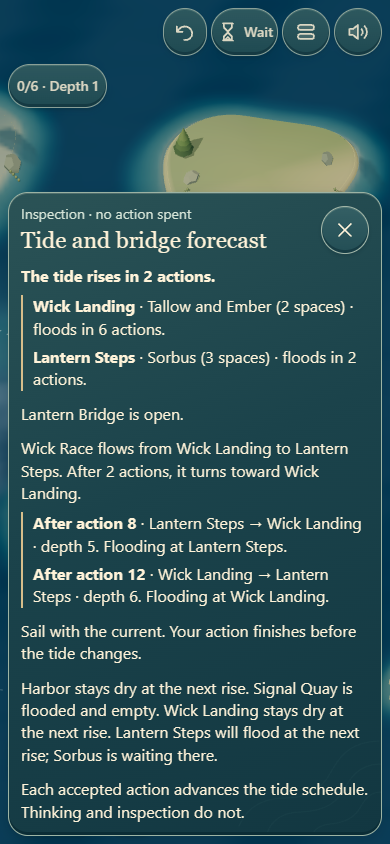 Wait
0/6 · Depth 1
Inspection · no action spent
Tide and bridge forecast
The tide rises in 2 actions.
Wick Landing · Tallow and Ember (2 spaces) ·
floods in 6 actions.
Lantern Steps · Sorbus (3 spaces) · floods in 2
actions.
Lantern Bridge is open.
Wick Race flows from Wick Landing to Lantern
Steps. After 2 actions, it turns toward Wick
Landing.
After action 8 · Lantern Steps → Wick Landing
· depth 5. Flooding at Lantern Steps.
After action 12 · Wick Landing → Lantern
Steps · depth 6. Flooding at Wick Landing.
Sail with the current. Your action finishes before
the tide changes.
Harbor stays dry at the next rise. Signal Quay is
flooded and empty. Wick Landing stays dry at
the next rise. Lantern Steps will flood at the next
rise; Sorbus is waiting there.
Each accepted action advances the tide schedule.
Thinking and inspection do not.